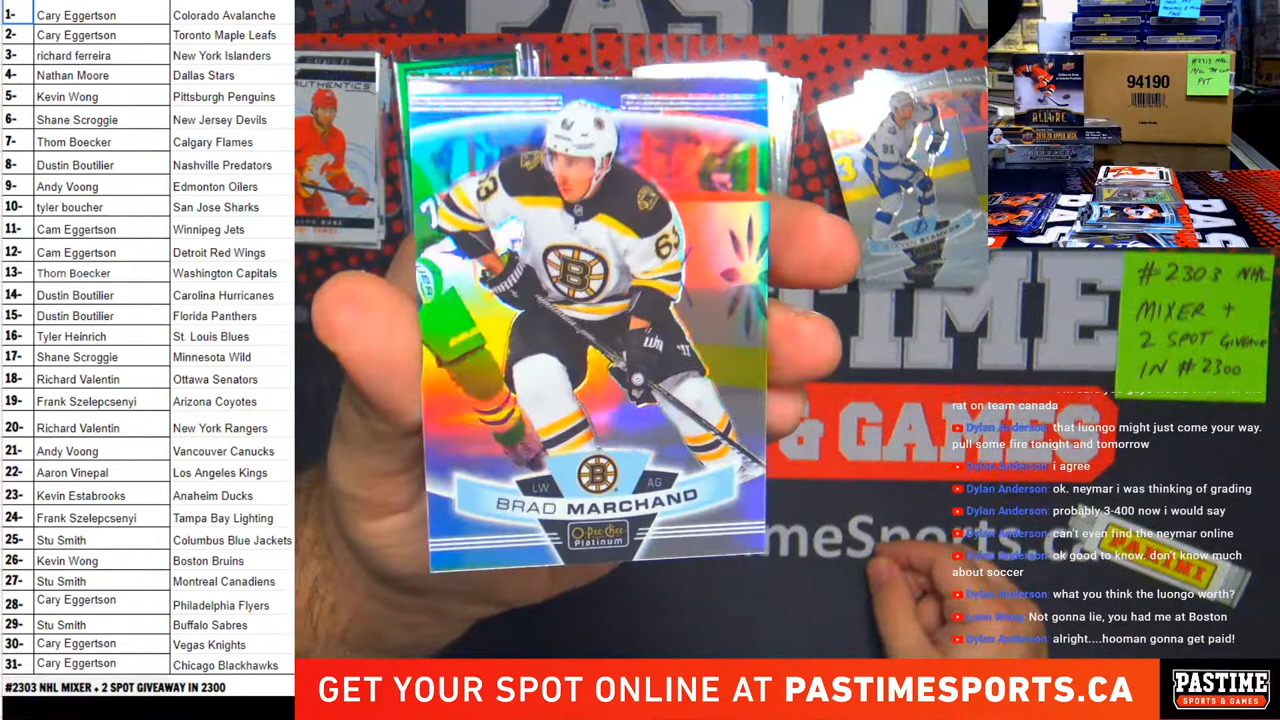 1- Cary Eggertson Colorado Avalanche
2- Cary Eggertson Toronto Maple Leafs
3- richard ferreira New York Islanders
4- Nathan Moore Dallas Stars
5- Kevin Wong Pittsburgh Penguins
6- Shane Scroggie New Jersey Devils
7- Thom Boecker Calgary Flames
8- Dustin Boutilier Nashville Predators
9- Andy Voong Edmonton Oilers
10- tyler boucher San Jose Sharks
11- Cam Eggertson Winnipeg Jets
12- Cam Eggertson Detroit Red Wings
13- Thom Boecker Washington Capitals
14- Dustin Boutilier Carolina Hurricanes
15- Dustin Boutilier Florida Panthers
16- Tyler Heinrich St. Louis Blues
17- Shane Scroggie Minnesota Wild
18- Richard Valentin Ottawa Senators
19- Frank Szelepcsenyi Arizona Coyotes
20- Richard Valentin New York Rangers
21- Andy Voong Vancouver Canucks
22- Aaron Vinepal Los Angeles Kings
23- Kevin Estabrooks Anaheim Ducks
24- Frank Szelepcsenyi Tampa Bay Lighting
25- Stu Smith Columbus Blue Jackets
26- Kevin Wong Boston Bruins
27- Stu Smith Montreal Canadiens
28- Cary Eggertson Philadelphia Flyers
29- Stu Smith Buffalo Sabres
30- Cary Eggertson Vegas Knights
31- Cary Eggertson Chicago Blackhawks
#2303 NHL MIXER + 2 SPOT GIVEAWAY IN 2300
63
B
B
LW AG
BRAD MARCHAND
O-Pee-Chee
Platinum
91
94190
ALLURE
#2303 NHL
MIXER +
2 SPOT GIVEAWAY
IN #2300
TIME
& GAMES
meSports
PANINI
rat on team canada
Dylan Anderson: that luongo might just come your way.
pull some fire tonight and tomorrow
Dylan Anderson: i agree
Dylan Anderson: ok. neymar i was thinking of grading
Dylan Anderson: probably 3-400 now i would say
Dylan Anderson: can't even find the neymar online
Dylan Anderson: ok good to know. don't know much
about soccer
Dylan Anderson: what you think the luongo worth?
Not gonna lie, you had me at Boston
Dylan Anderson: alright....hooman gonna get paid!
GET YOUR SPOT ONLINE AT PASTIMESPORTS.CA
PASTIME
SPORTS & GAMES